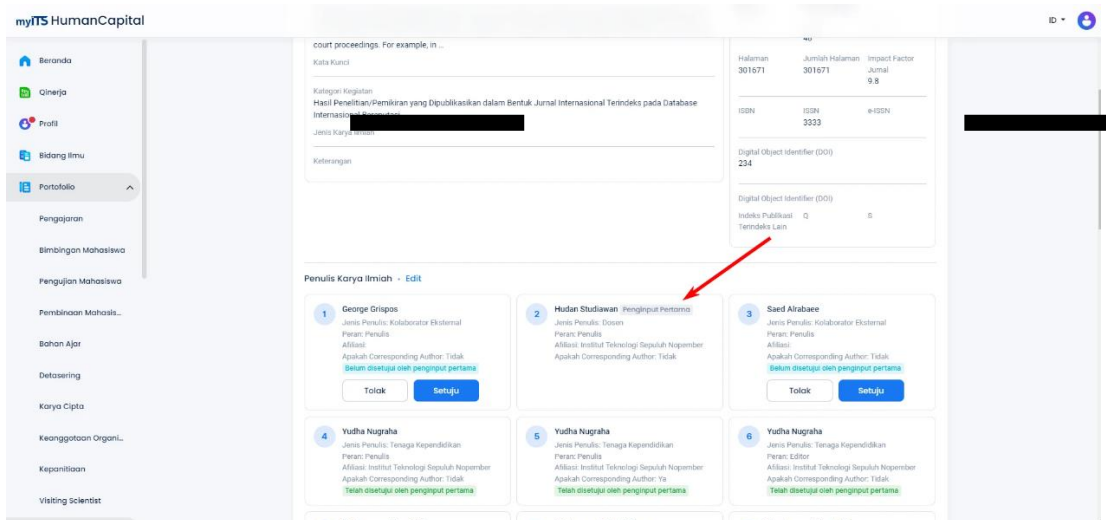 myITS HumanCapital
ID
Beranda
Qinerja
Profil
Bidang Ilmu
Portofolio
Pengajaran
Bimbingan Mahasiswa
Pengujian Mahasiswa
Pembinaan Mahasis...
Bahan Ajar
Detasering
Karya Cipta
Keanggotaan Organi...
Kepanitiaan
Visiting Scientist
court proceedings. For example, in ...
Kata Kunci
Kategori Kegiatan
Hasil Penelitian/Pemikiran yang Dipublikasikan dalam Bentuk Jurnal Internasional Terindeks pada Database
Internasional Bereputasi
Jenis Karya Ilmiah
Keterangan
Halaman
301671
Jumlah Halaman
301671
Impact Factor
Jurnal
9.8
ISBN
ISSN
3333
e-ISSN
Digital Object Identifier (DOI)
234
Digital Object Identifier (DOI)
Indeks Publikasi
Terindeks Lain
Q
S
Penulis Karya Ilmiah - Edit
1
George Grispos
Jenis Penulis: Kolaborator Eksternal
Peran: Penulis
Afiliasi:
Apakah Corresponding Author: Tidak
Belum disetujui oleh penginput pertama
Tolak
Setuju
2
Hudan Studiawan Penginput Pertama
Jenis Penulis: Dosen
Peran: Penulis
Afiliasi: Institut Teknologi Sepuluh Nopember
Apakah Corresponding Author: Tidak
3
Saed Alrabaee
Jenis Penulis: Kolaborator Eksternal
Peran: Penulis
Afiliasi:
Apakah Corresponding Author: Tidak
Belum disetujui oleh penginput pertama
Tolak
Setuju
4
Yudha Nugraha
Jenis Penulis: Tenaga Kependidikan
Peran: Penulis
Afiliasi: Institut Teknologi Sepuluh Nopember
Apakah Corresponding Author: Tidak
Telah disetujui oleh penginput pertama
5
Yudha Nugraha
Jenis Penulis: Tenaga Kependidikan
Peran: Penulis
Afiliasi: Institut Teknologi Sepuluh Nopember
Apakah Corresponding Author: Ya
Telah disetujui oleh penginput pertama
6
Yudha Nugraha
Jenis Penulis: Tenaga Kependidikan
Peran: Editor
Afiliasi: Institut Teknologi Sepuluh Nopember
Apakah Corresponding Author: Tidak
Telah disetujui oleh penginput pertama